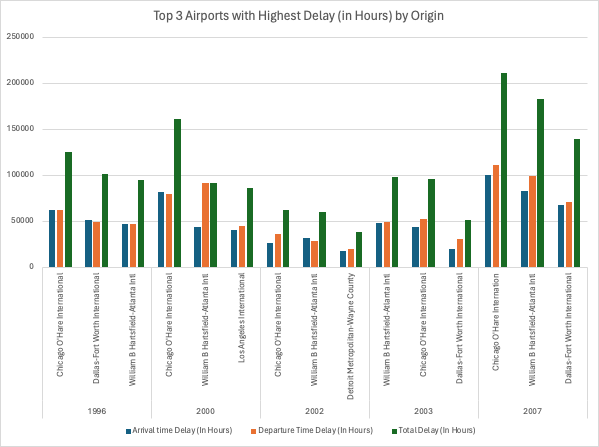 Top 3 Airports with Highest Delay (in Hours) by Origin
250000
200000
150000
100000
50000
0
Chicago O'Hare International
Dallas-Fort Worth International
William B Hartsfield-Atlanta Intl
Chicago O'Hare International
William B Hartsfield-Atlanta Intl
Los Angeles International
Chicago O'Hare International
William B Hartsfield-Atlanta Intl
Detroit Metropolitan-Wayne County
William B Hartsfield-Atlanta Intl
Chicago O'Hare International
Dallas-Fort Worth International
Chicago O'Hare Internation
William B Hartsfield-Atlanta Intl
Dallas-Fort Worth International
1996 2000 2002 2003 2007
Arrival time Delay (In Hours) Departure Time Delay (In Hours) Total Delay (In Hours)